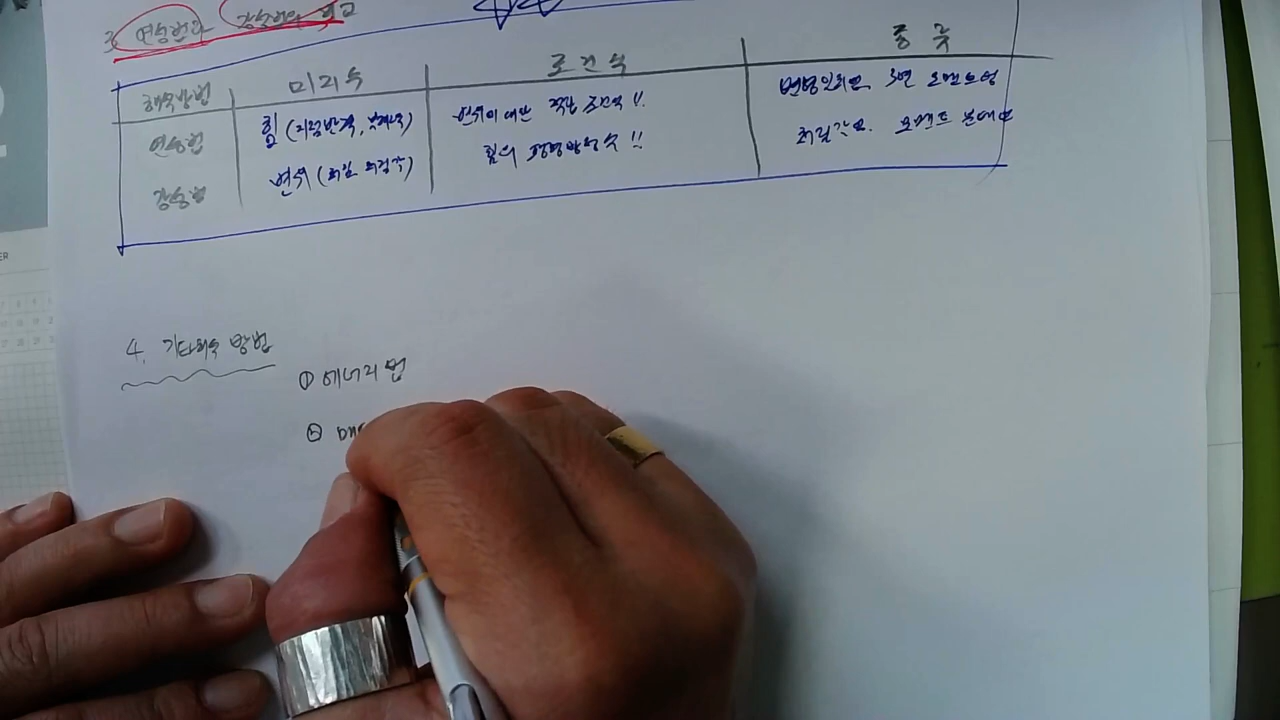 3. 연성법과 강성법의 비교
해석방법 미지수 조건식 종류
연성법 힘 (지점반력, 부재력) 변위에 대한 적합 조건식!!
변형일치법, 3연 모멘트법
강성법 변위 (처짐, 처짐각) 힘의 평형방정식!!
처짐각법, 모멘트 분배법
4. 기타해석 방법
① 에너지법
②